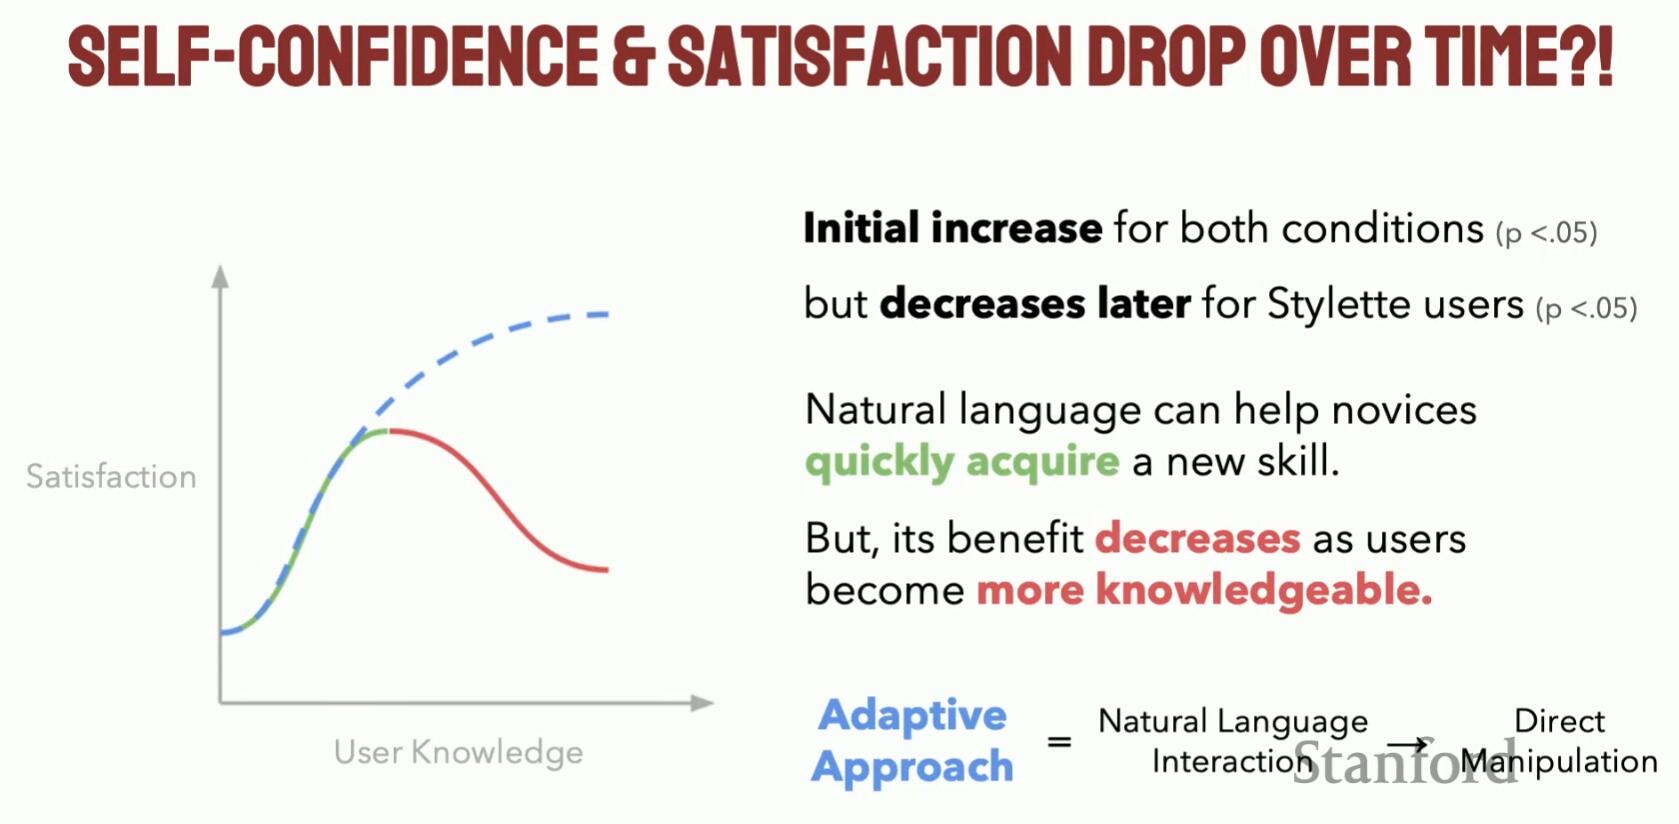 SELF-CONFIDENCE & SATISFACTION DROP OVER TIME?!
Satisfaction
User Knowledge
Initial increase for both conditions (p <.05)
but decreases later for Stylette users (p <.05)
Natural language can help novices
quickly acquire a new skill.
But, its benefit decreases as users
become more knowledgeable.
Adaptive
Approach
=
Natural Language
Interaction
→
Direct
Manipulation
Stanford